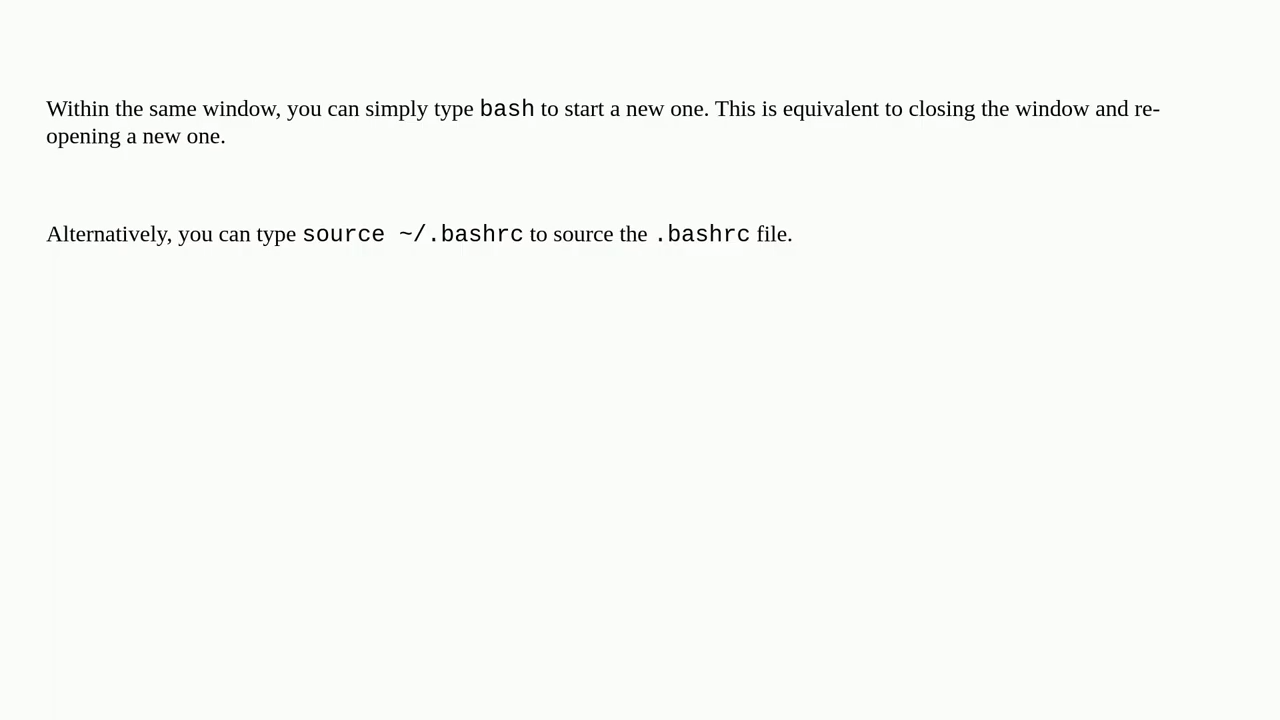 Within the same window, you can simply type bash to start a new one. This is equivalent to closing the window and re-
opening a new one.
Alternatively, you can type source ~/.bashrc to source the .bashrc file.